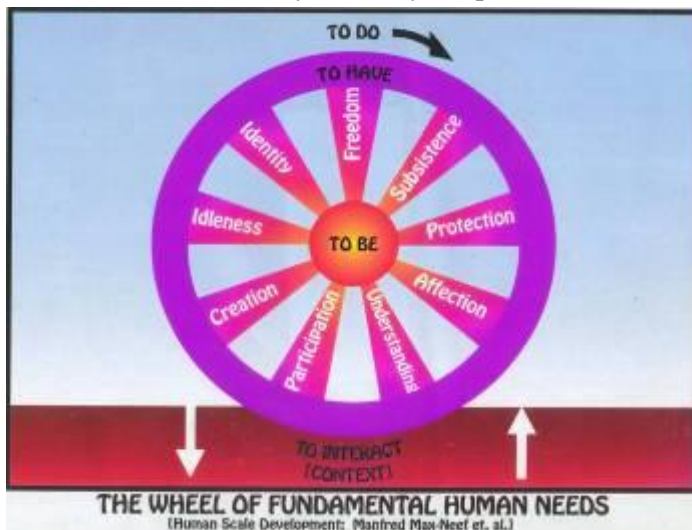 TO DO
TO HAVE
Freedom
Subsistence
Protection
Affection
Understanding
Participation
Creation
Idleness
Identity
TO BE
TO INTERACT
(CONTEXT)
THE WHEEL OF FUNDAMENTAL HUMAN NEEDS
(Human Scale Development: Manfred Max-Neef et. al.)